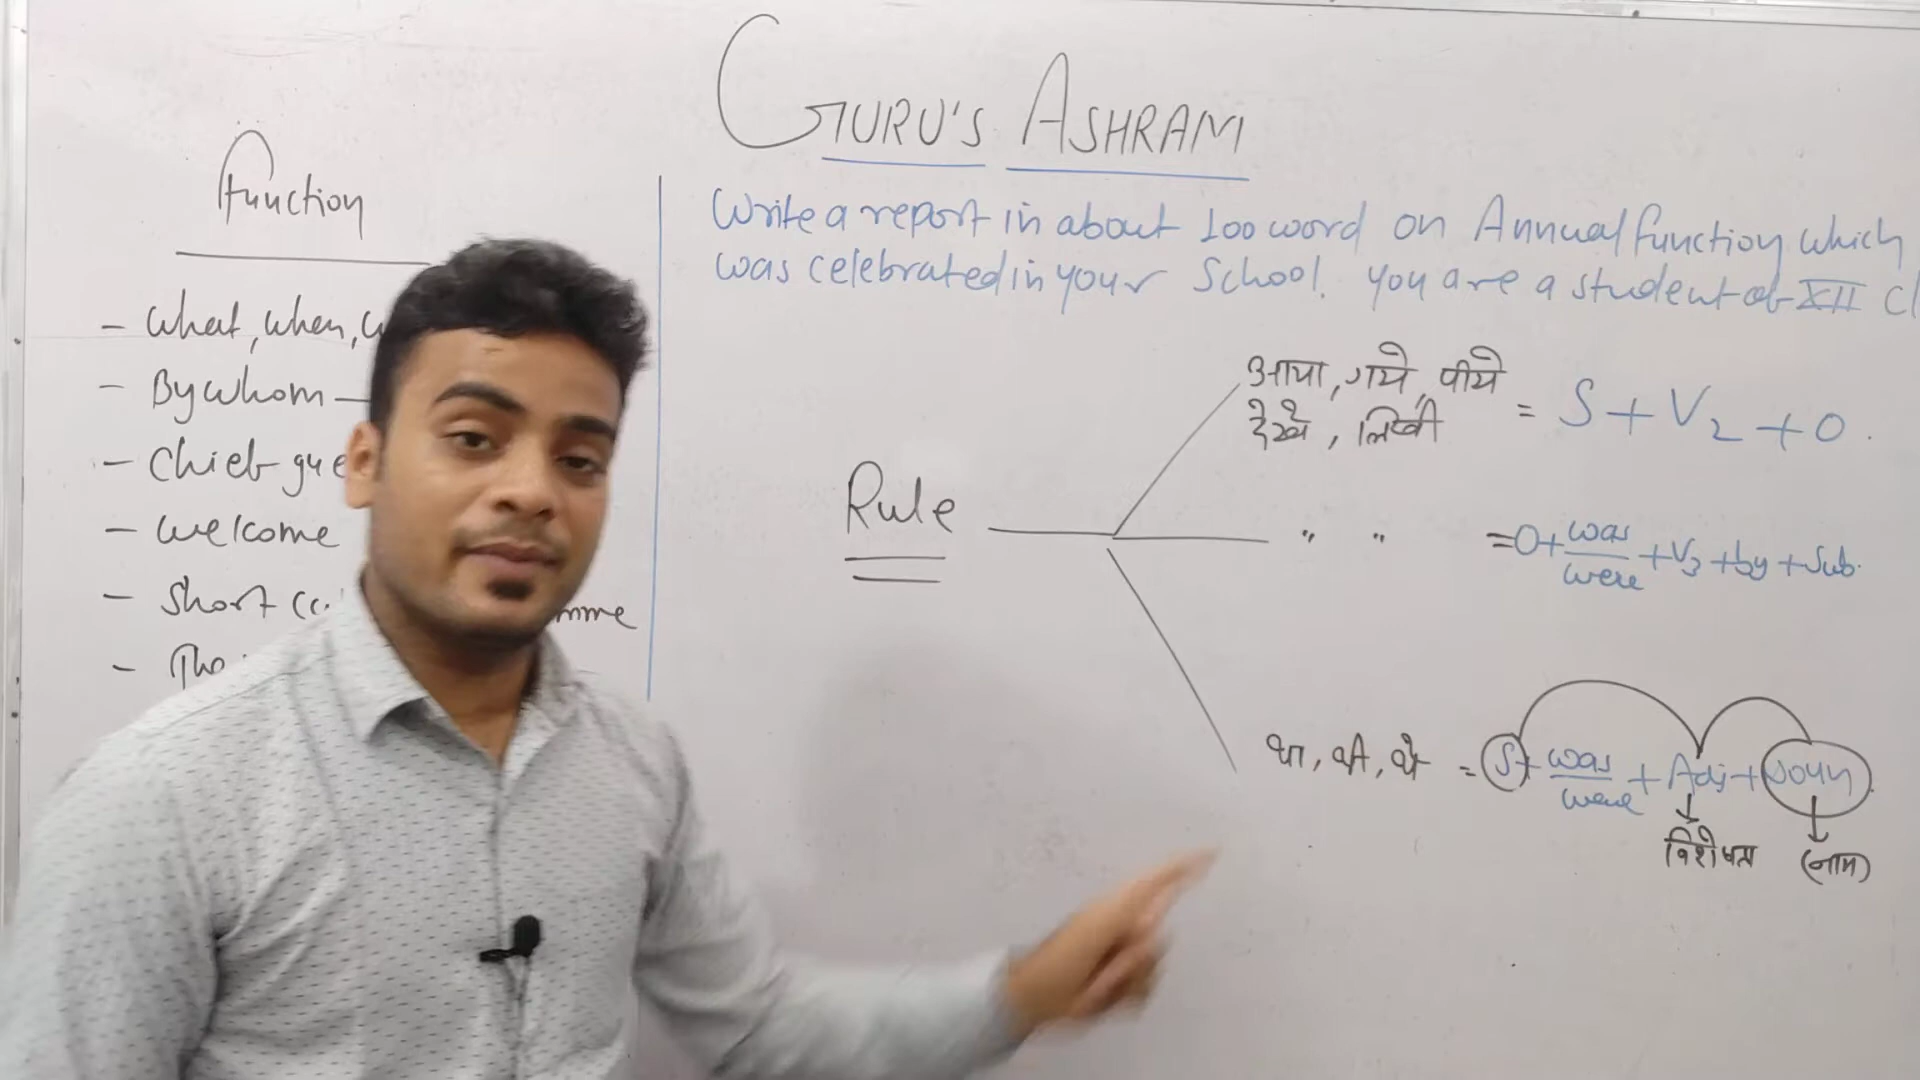 GURU'S ASHRAM
function
- What, when, w
- By whom —
- Chief gue
- welcome
- Short
mme
- The
Write a report in about 100 word on Annual function which
was celebrated in your School. you are a student of XII Cl
Rule
आया, गये, पीये
देखे, लिखी
= S + V2 + O.
" " = O + was/were + V3 + by + Sub.
था, थी, थे = S + was/were + Adj + Noun.
विशेषता (नाम)